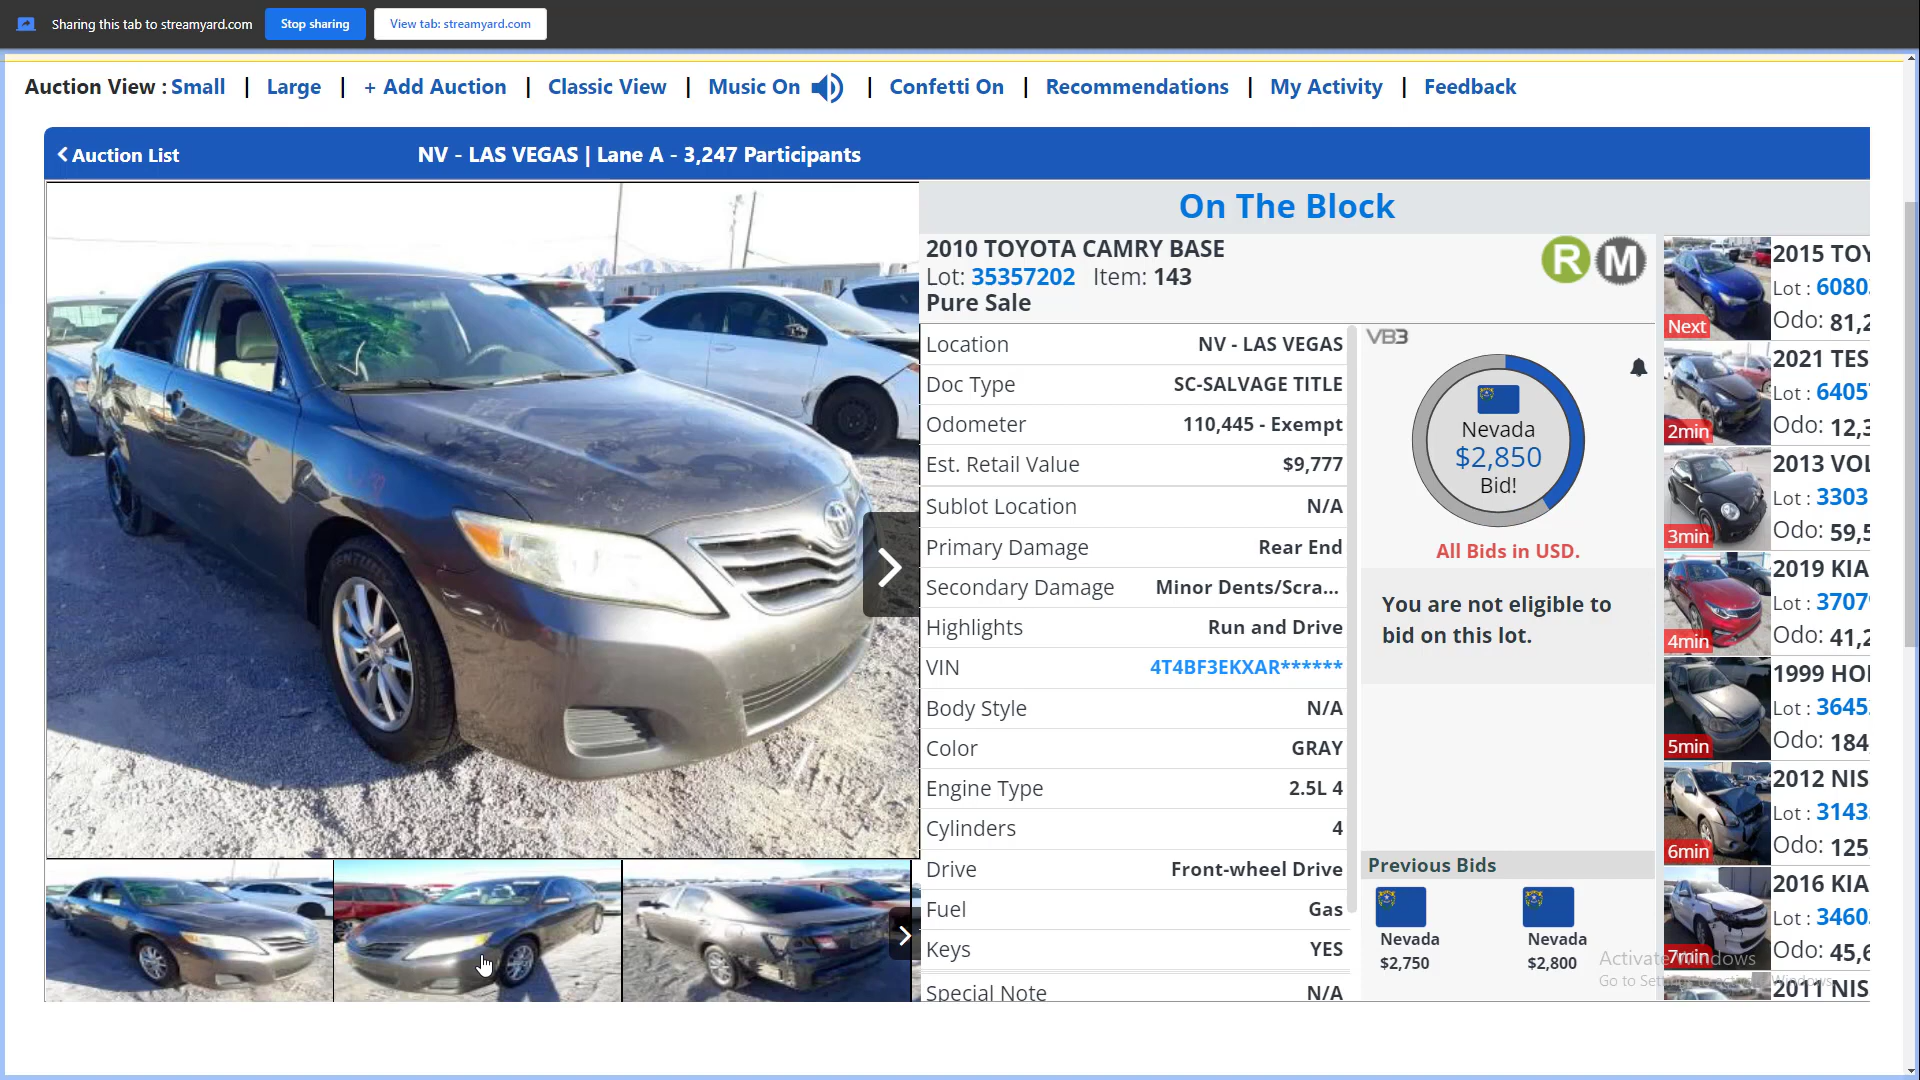 Sharing this tab to streamyard.com
Stop sharing
View tab: streamyard.com
Auction View : Small | Large | + Add Auction | Classic View | Music On | Confetti On | Recommendations | My Activity | Feedback
Auction List
NV - LAS VEGAS | Lane A - 3,247 Participants
On The Block
2010 TOYOTA CAMRY BASE
Lot: 35357202 Item: 143
Pure Sale
R
M
Location NV - LAS VEGAS
Doc Type SC-SALVAGE TITLE
Odometer 110,445 - Exempt
Est. Retail Value $9,777
Sublot Location N/A
Primary Damage Rear End
Secondary Damage Minor Dents/Scra...
Highlights Run and Drive
VIN 4T4BF3EKXAR******
Body Style N/A
Color GRAY
Engine Type 2.5L 4
Cylinders 4
Drive Front-wheel Drive
Fuel Gas
Keys YES
Special Note N/A
VB3
Nevada
$2,850
Bid!
All Bids in USD.
You are not eligible to
bid on this lot.
Previous Bids
Nevada
$2,750
Nevada
$2,800
2015 TOY
Lot : 6080
Odo: 81,2
Next
2021 TES
Lot : 6405
Odo: 12,3
2min
2013 VOL
Lot : 3303
Odo: 59,5
3min
2019 KIA
Lot : 3707
Odo: 41,2
4min
1999 HO
Lot : 3645
Odo: 184
5min
2012 NIS
Lot : 3143
Odo: 125
6min
2016 KIA
Lot : 3460
Odo: 45,6
7min
2011 NIS
Activate Windows